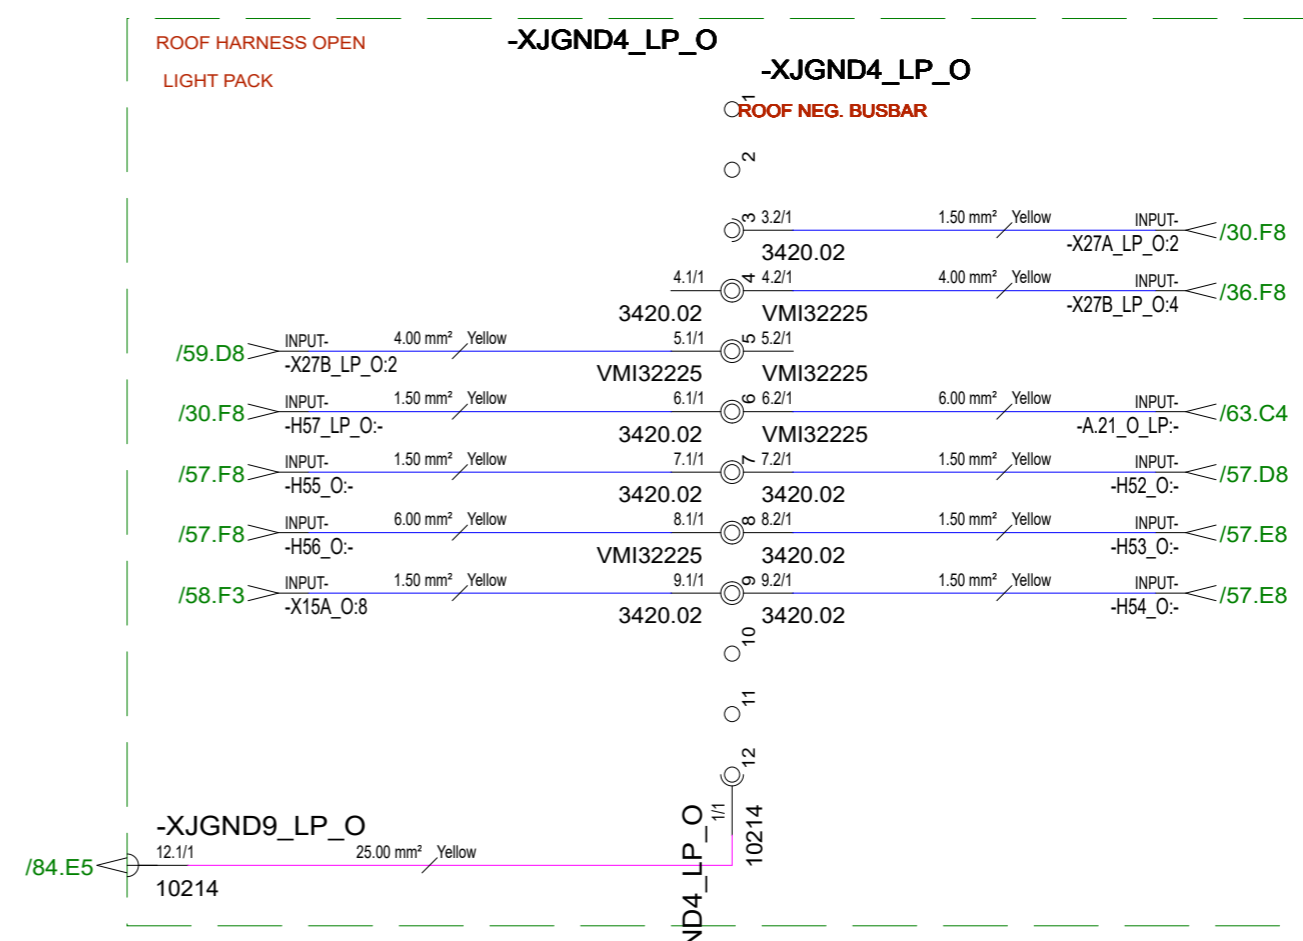 ROOF HARNESS OPEN
LIGHT PACK
-XJGND4_LP_O
-XJGND4_LP_O
1
ROOF NEG. BUSBAR
2
3 3.2/1 1.50 mm² Yellow INPUT- /30.F8
3420.02 -X27A_LP_O:2
4.1/1 4 4.2/1 4.00 mm² Yellow INPUT- /36.F8
3420.02 VMI32225 -X27B_LP_O:4
/59.D8 INPUT- 4.00 mm² Yellow 5.1/1 5 5.2/1
-X27B_LP_O:2 VMI32225 VMI32225
/30.F8 INPUT- 1.50 mm² Yellow 6.1/1 6 6.2/1 6.00 mm² Yellow INPUT- /63.C4
-H57_LP_O:- 3420.02 VMI32225 -A.21_O_LP:-
/57.F8 INPUT- 1.50 mm² Yellow 7.1/1 7 7.2/1 1.50 mm² Yellow INPUT- /57.D8
-H55_O:- 3420.02 3420.02 -H52_O:-
/57.F8 INPUT- 6.00 mm² Yellow 8.1/1 8 8.2/1 1.50 mm² Yellow INPUT- /57.E8
-H56_O:- VMI32225 3420.02 -H53_O:-
/58.F3 INPUT- 1.50 mm² Yellow 9.1/1 9 9.2/1 1.50 mm² Yellow INPUT- /57.E8
-X15A_O:8 3420.02 3420.02 -H54_O:-
10
11
12
1/1
10214
ND4_LP_O
-XJGND9_LP_O
/84.E5 12.1/1 25.00 mm² Yellow
10214